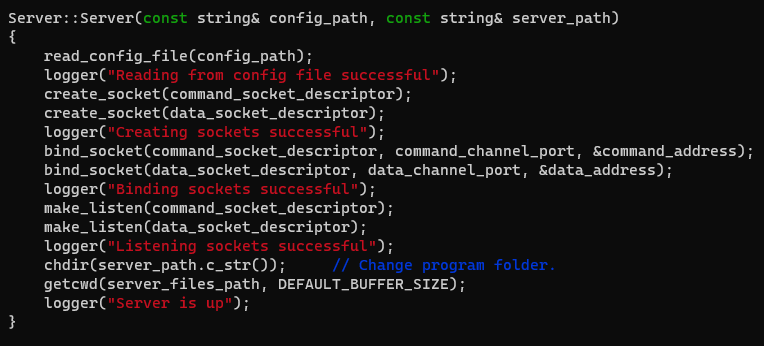 Server::Server(const string& config_path, const string& server_path)
{
    read_config_file(config_path);
    logger("Reading from config file successful");
    create_socket(command_socket_descriptor);
    create_socket(data_socket_descriptor);
    logger("Creating sockets successful");
    bind_socket(command_socket_descriptor, command_channel_port, &command_address);
    bind_socket(data_socket_descriptor, data_channel_port, &data_address);
    logger("Binding sockets successful");
    make_listen(command_socket_descriptor);
    make_listen(data_socket_descriptor);
    logger("Listening sockets successful");
    chdir(server_path.c_str());     // Change program folder.
    getcwd(server_files_path, DEFAULT_BUFFER_SIZE);
    logger("Server is up");
}